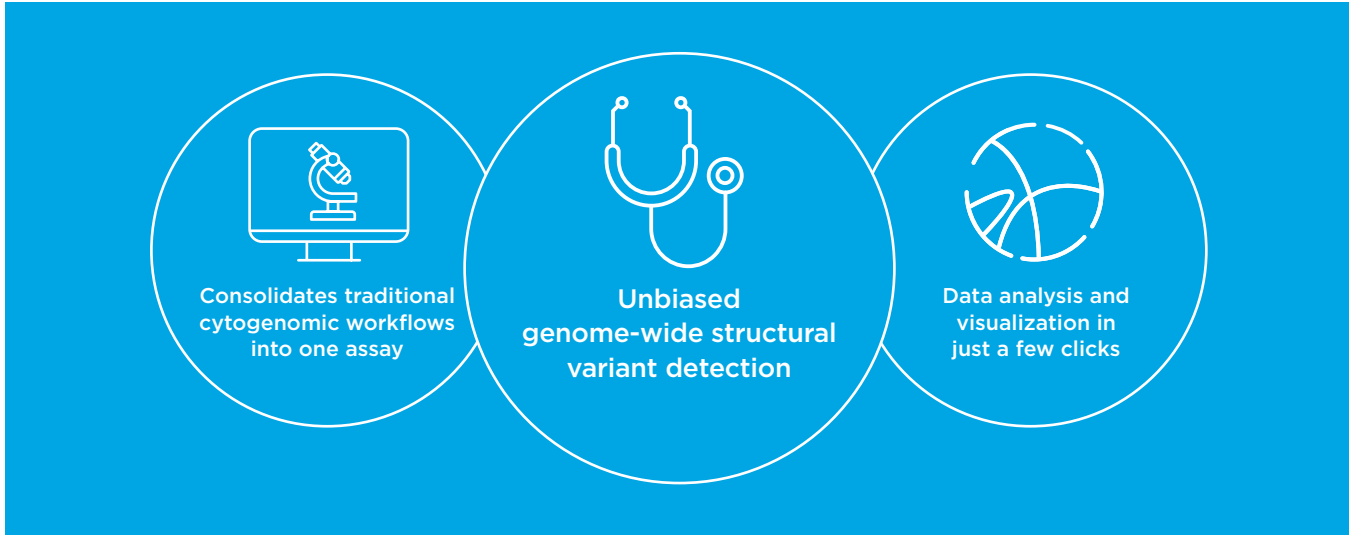 Consolidates traditional
cytogenomic workflows
into one assay
Unbiased
genome-wide structural
variant detection
Data analysis and
visualization in
just a few clicks